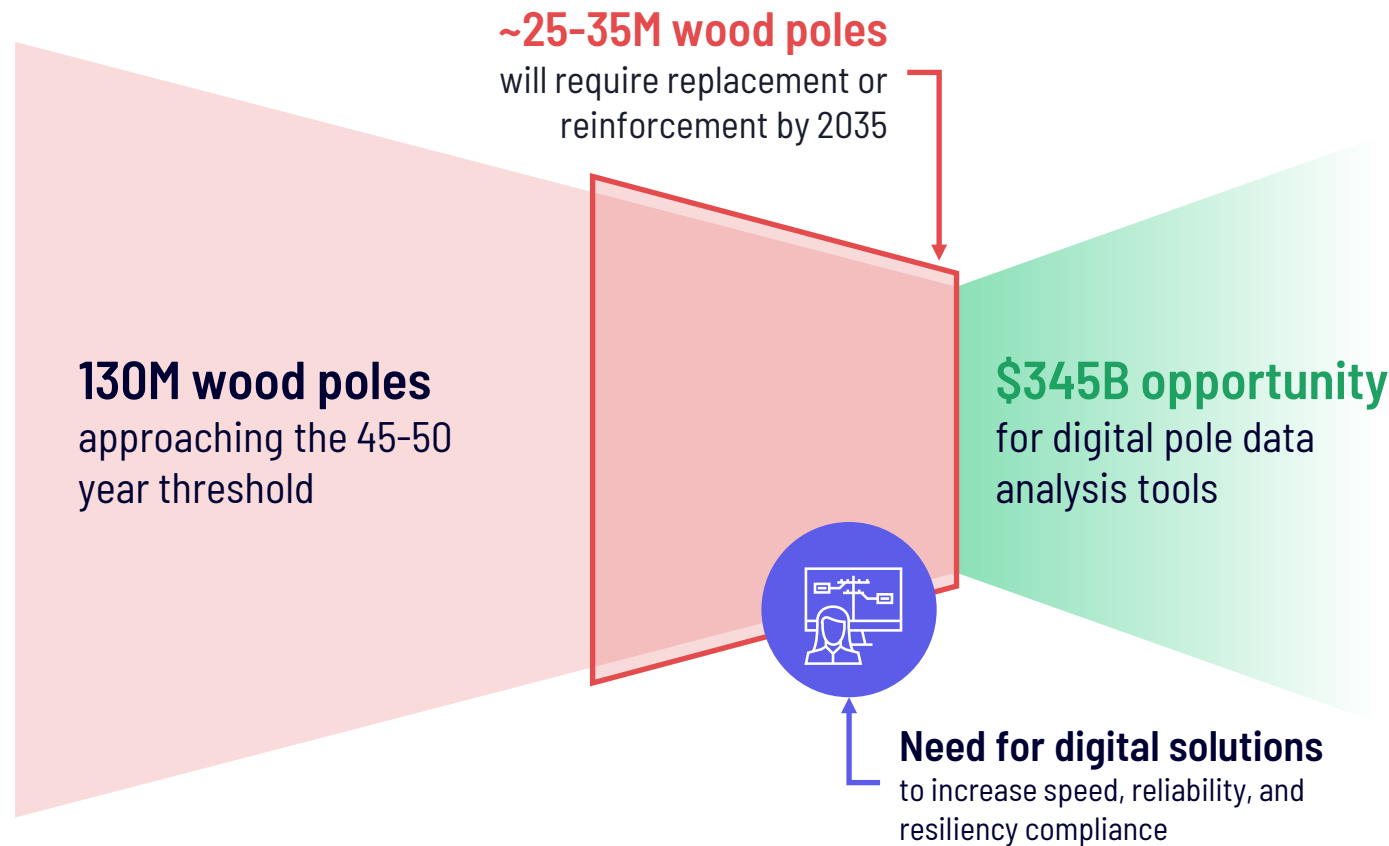 ~25-35M wood poles
will require replacement or
reinforcement by 2035
130M wood poles
approaching the 45-50
year threshold
$345B opportunity
for digital pole data
analysis tools
Need for digital solutions
to increase speed, reliability, and
resiliency compliance